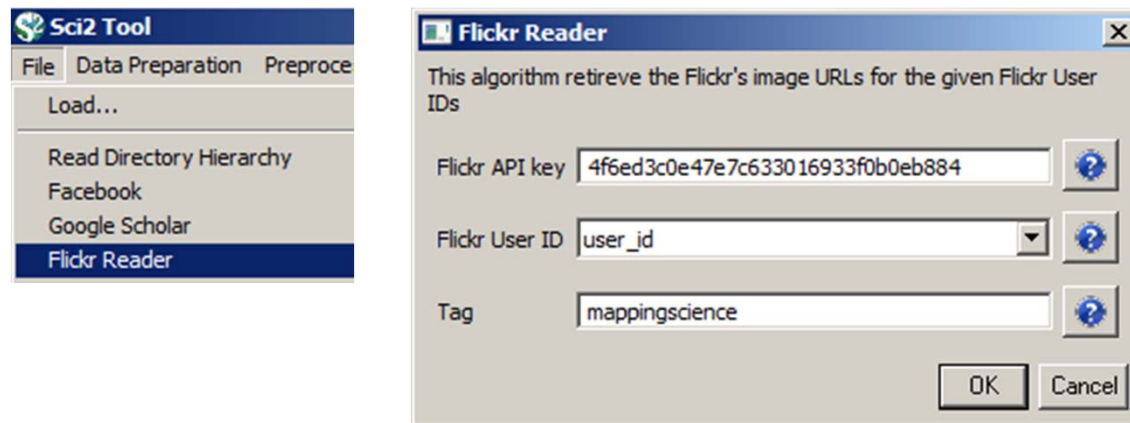 Sci2 Tool
File Data Preparation Preproce
Load...
Read Directory Hierarchy
Facebook
Google Scholar
Flickr Reader
Flickr Reader
This algorithm retireve the Flickr's image URLs for the given Flickr User
IDs
Flickr API key 4f6ed3c0e47e7c633016933f0b0eb884
Flickr User ID user_id
Tag mappingscience
OK Cancel